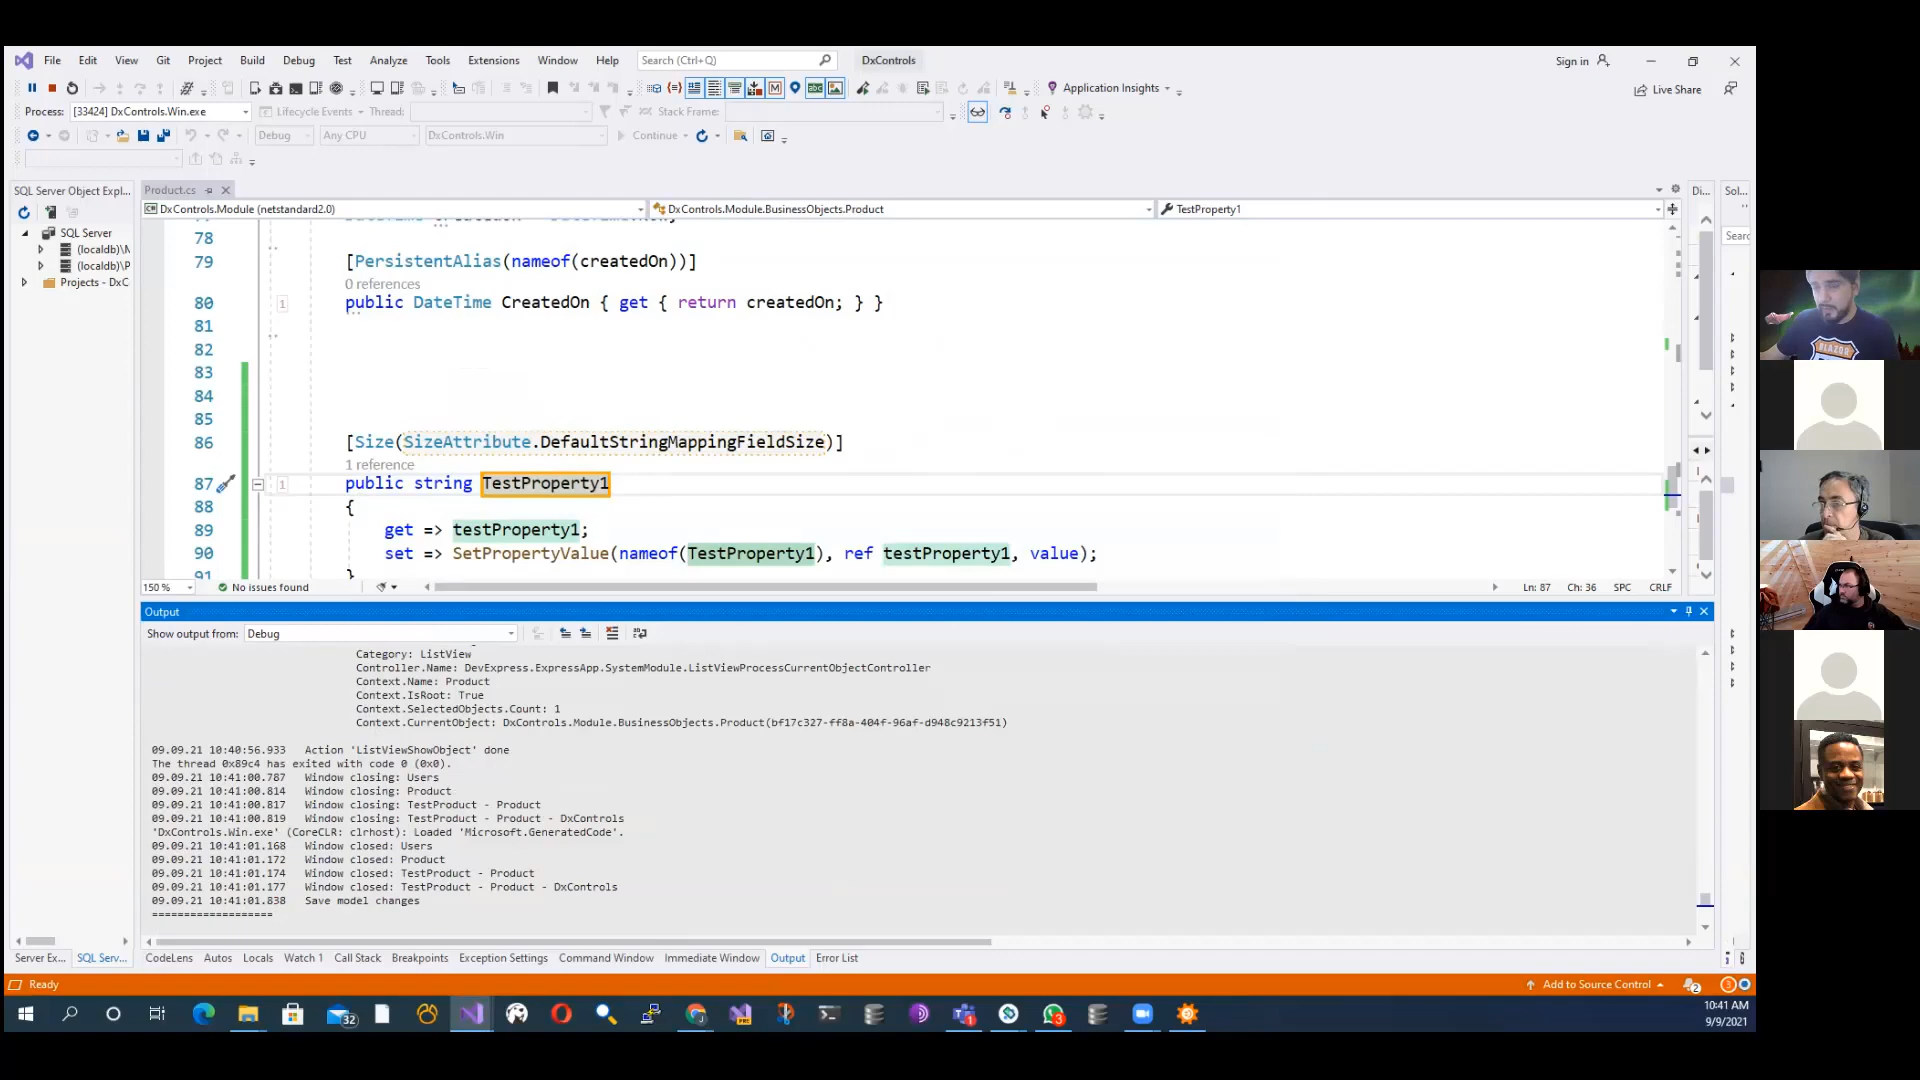 File Edit View Git Project Build Debug Test Analyze Tools Extensions Window Help Search (Ctrl+Q) DxControls Sign in
Application Insights Live Share
Process: [33424] DxControls.Win.exe Lifecycle Events Thread: Stack Frame:
Debug Any CPU DxControls.Win Continue
SQL Server Object Expl... Product.cs Di... Sol...
DxControls.Module (netstandard2.0) DxControls.Module.BusinessObjects.Product TestProperty1
SQL Server
(localdb)\M
(localdb)\P
Projects - DxC
Searc
78
79 [PersistentAlias(nameof(createdOn))]
0 references
80 public DateTime CreatedOn { get { return createdOn; } }
81
82
83
84
85
86 [Size(SizeAttribute.DefaultStringMappingFieldSize)]
1 reference
87 public string TestProperty1
88 {
89 get => testProperty1;
90 set => SetPropertyValue(nameof(TestProperty1), ref testProperty1, value);
91 }
150 % No issues found Ln: 87 Ch: 36 SPC CRLF
Output
Show output from: Debug
Category: ListView
Controller.Name: DevExpress.ExpressApp.SystemModule.ListViewProcessCurrentObjectController
Context.Name: Product
Context.IsRoot: True
Context.SelectedObjects.Count: 1
Context.CurrentObject: DxControls.Module.BusinessObjects.Product(bf17c327-ff8a-404f-96af-d948c9213f51)
09.09.21 10:40:56.933 Action 'ListViewShowObject' done
The thread 0x89c4 has exited with code 0 (0x0).
09.09.21 10:41:00.787 Window closing: Users
09.09.21 10:41:00.814 Window closing: Product
09.09.21 10:41:00.817 Window closing: TestProduct - Product
09.09.21 10:41:00.819 Window closing: TestProduct - Product - DxControls
'DxControls.Win.exe' (CoreCLR: clrhost): Loaded 'Microsoft.GeneratedCode'.
09.09.21 10:41:01.168 Window closed: Users
09.09.21 10:41:01.172 Window closed: Product
09.09.21 10:41:01.174 Window closed: TestProduct - Product
09.09.21 10:41:01.177 Window closed: TestProduct - Product - DxControls
09.09.21 10:41:01.838 Save model changes
====================
Server Ex... SQL Serv... CodeLens Autos Locals Watch 1 Call Stack Breakpoints Exception Settings Command Window Immediate Window Output Error List
Ready Add to Source Control 2 3
32 1 3
10:41 AM
9/9/2021
BLAZOR